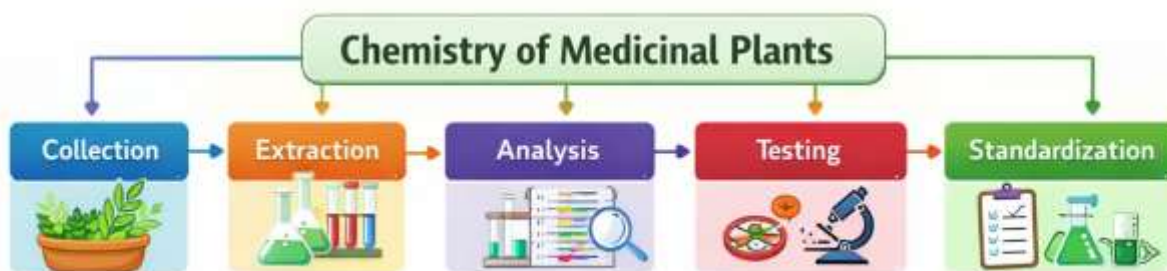 Chemistry of Medicinal Plants
Collection
Extraction
Analysis
Testing
Standardization